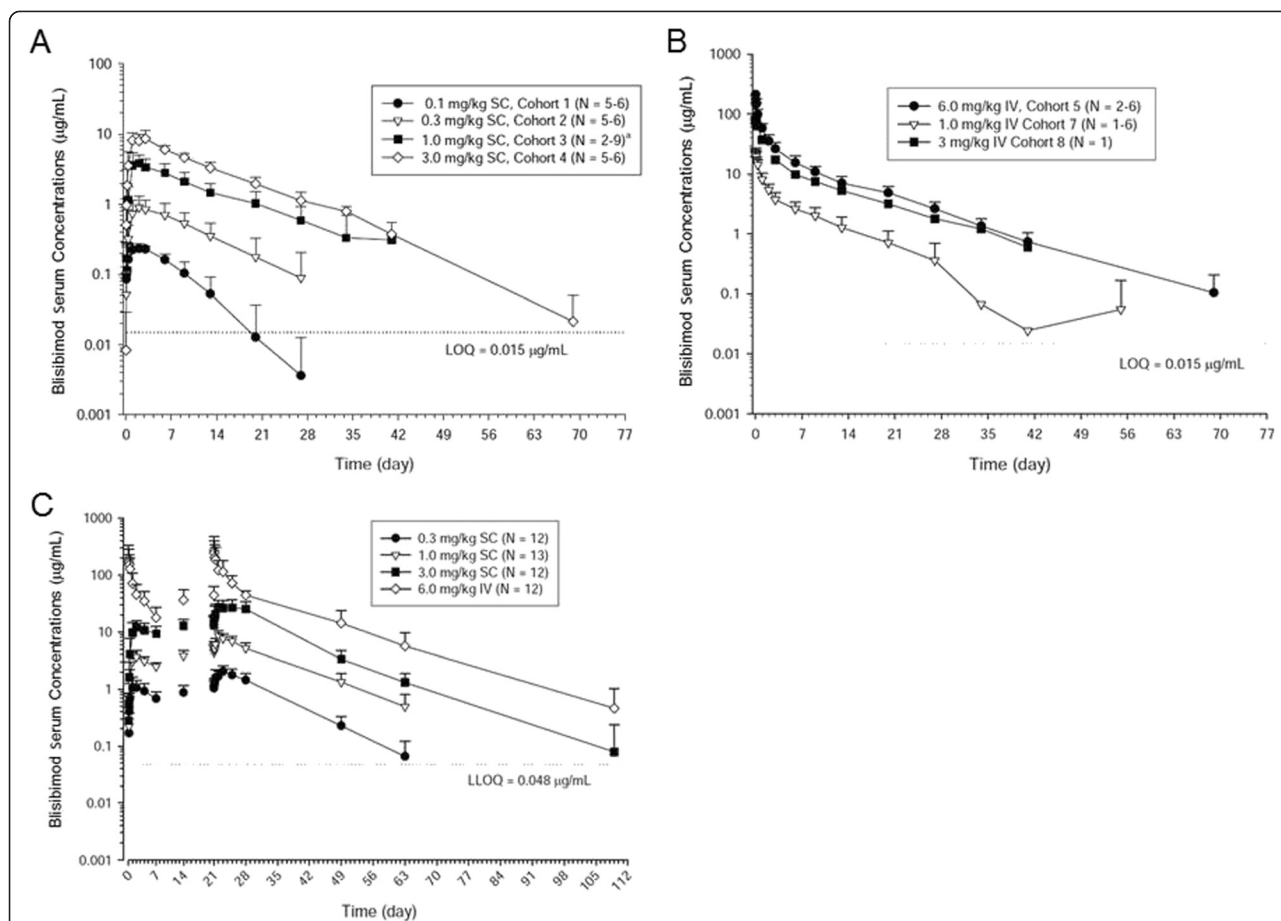 A
Blisibimod serum Concentrations (µg/mL)
100
10
1
0.1
0.01
0.001
0.1 mg/kg SC, Cohort 1 (N = 5-6)
0.3 mg/kg SC, Cohort 2 (N = 5-6)
1.0 mg/kg SC, Cohort 3 (N = 2-9)ᵃ
3.0 mg/kg SC, Cohort 4 (N = 5-6)
LOQ = 0.015 µg/mL
0 7 14 21 28 35 42 49 56 63 70 77
Time (day)
B
Blisibimod serum Concentrations (µg/mL)
1000
100
10
1
0.1
0.01
0.001
6.0 mg/kg IV, Cohort 5 (N = 2-6)
1.0 mg/kg IV Cohort 7 (N = 1-6)
3 mg/kg IV Cohort 8 (N = 1)
LOQ = 0.015 µg/mL
0 7 14 21 28 35 42 49 56 63 70 77
Time (day)
C
Blisibimod serum Concentrations (µg/mL)
1000
100
10
1
0.1
0.01
0.001
0.3 mg/kg SC (N = 12)
1.0 mg/kg SC (N = 13)
3.0 mg/kg SC (N = 12)
6.0 mg/kg IV (N = 12)
LLOQ = 0.048 µg/mL
0 7 14 21 28 35 42 49 56 63 70 77 84 91 98 105 112
Time (day)